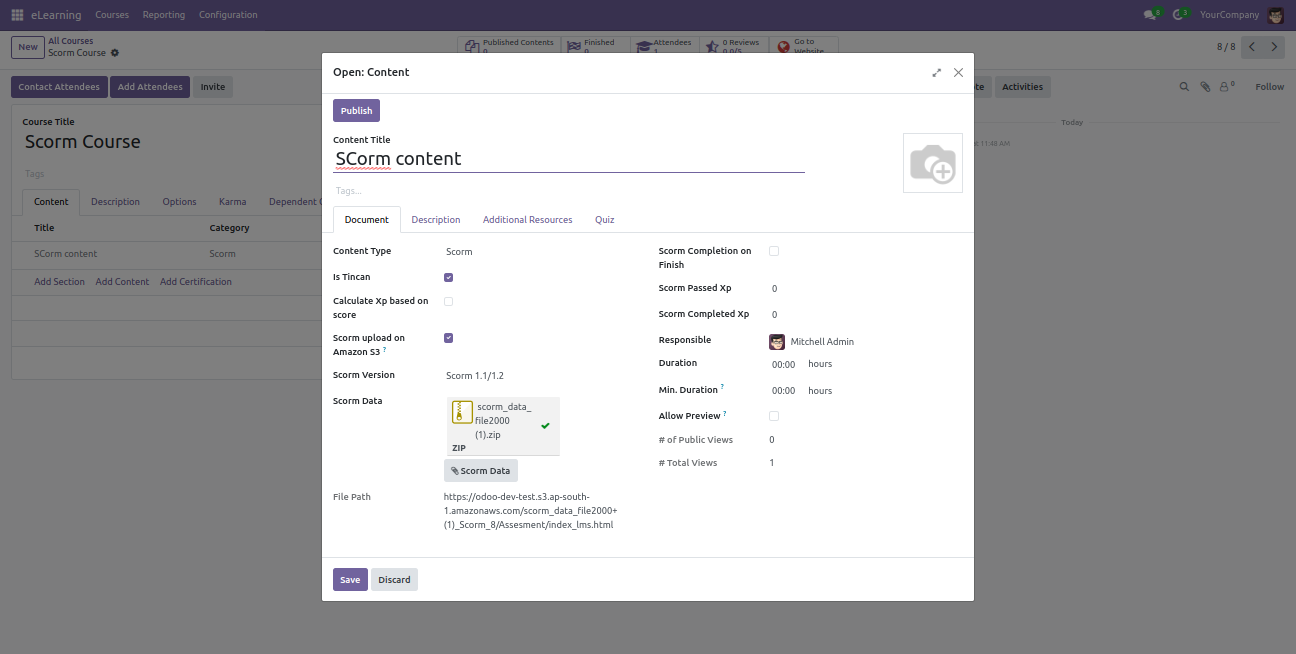 eLearning Courses Reporting Configuration 8 3 YourCompany
New All Courses
Scorm Course
Published Contents
0
Finished
0
Attendees
1
0 Reviews
0.0/5
Go to
Website
8 / 8
Contact Attendees Add Attendees Invite
Activities 0 Follow
Course Title
Scorm Course
Tags
Content Description Options Karma Dependent
Title Category
SCorm content Scorm
Add Section Add Content Add Certification
Today
at 11:48 AM
Open: Content
Publish
Content Title
SCorm content
Tags...
Document Description Additional Resources Quiz
Content Type Scorm
Is Tincan
Calculate Xp based on
score
Scorm upload on
Amazon S3 ?
Scorm Version Scorm 1.1/1.2
Scorm Data
scorm_data_
file2000
(1).zip
ZIP
Scorm Data
File Path
https://odoo-dev-test.s3.ap-south-
1.amazonaws.com/scorm_data_file2000+
(1)_Scorm_8/Assesment/index_lms.html
Scorm Completion on
Finish
Scorm Passed Xp 0
Scorm Completed Xp 0
Responsible Mitchell Admin
Duration 00:00 hours
Min. Duration ? 00:00 hours
Allow Preview ?
# of Public Views 0
# Total Views 1
Save Discard